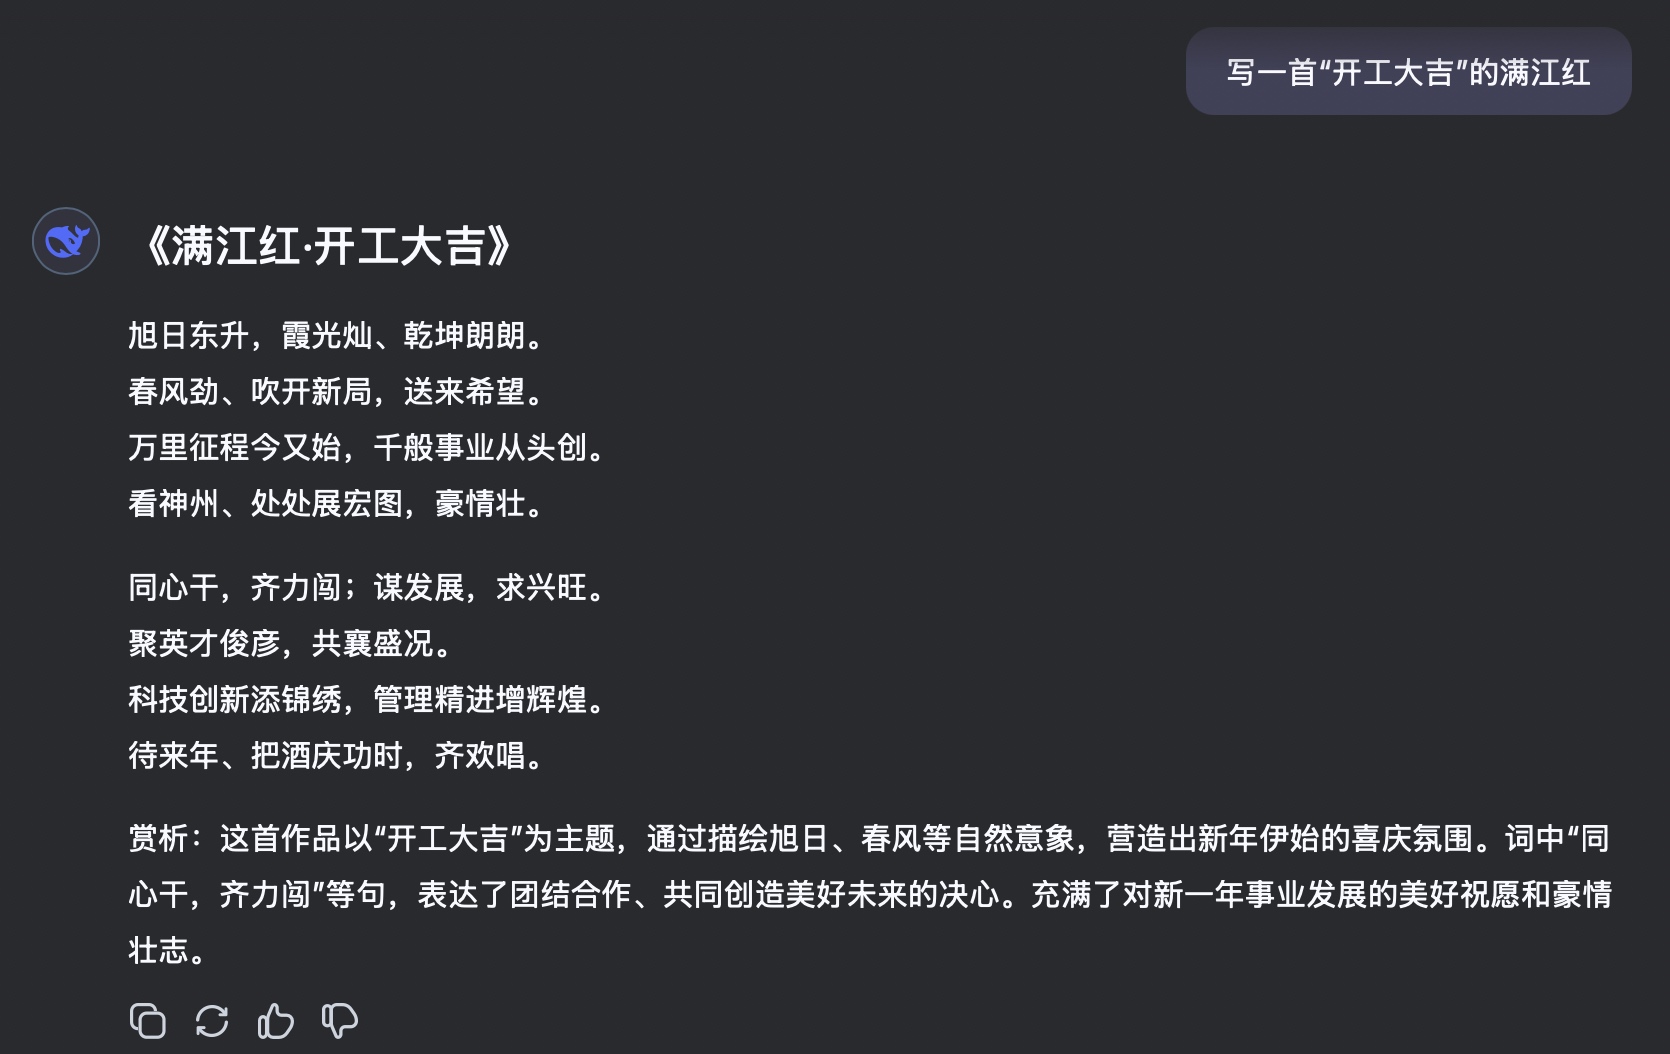 写一首“开工大吉”的满江红
《满江红·开工大吉》
旭日东升，霞光灿、乾坤朗朗。
春风劲、吹开新局，送来希望。
万里征程今又始，千般事业从头创。
看神州、处处展宏图，豪情壮。
同心干，齐力闯；谋发展，求兴旺。
聚英才俊彦，共襄盛况。
科技创新添锦绣，管理精进增辉煌。
待来年、把酒庆功时，齐欢唱。
赏析：这首作品以“开工大吉”为主题，通过描绘旭日、春风等自然意象，营造出新年伊始的喜庆氛围。词中“同
心干，齐力闯”等句，表达了团结合作、共同创造美好未来的决心。充满了对新一年事业发展的美好祝愿和豪情
壮志。